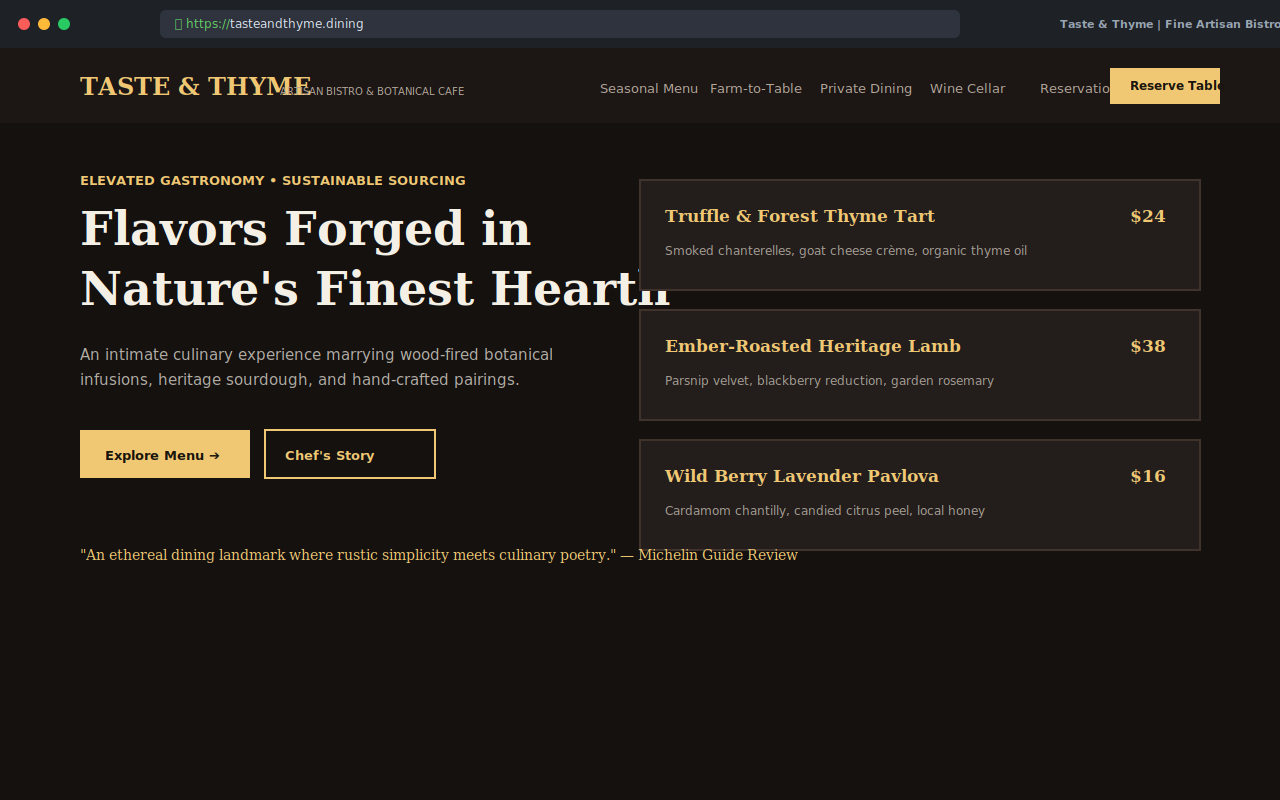 https://tasteandthyme.dining
Taste & Thyme | Fine Artisan Bistro
TASTE & THYME
ARTISAN BISTRO & BOTANICAL CAFE
Seasonal Menu
Farm-to-Table
Private Dining
Wine Cellar
Reservatio
Reserve Table
ELEVATED GASTRONOMY • SUSTAINABLE SOURCING
Flavors Forged in
Nature's Finest Hearth
An intimate culinary experience marrying wood-fired botanical
infusions, heritage sourdough, and hand-crafted pairings.
Explore Menu ➔
Chef's Story
"An ethereal dining landmark where rustic simplicity meets culinary poetry." — Michelin Guide Review
Truffle & Forest Thyme Tart
$24
Smoked chanterelles, goat cheese crème, organic thyme oil
Ember-Roasted Heritage Lamb
$38
Parsnip velvet, blackberry reduction, garden rosemary
Wild Berry Lavender Pavlova
$16
Cardamom chantilly, candied citrus peel, local honey